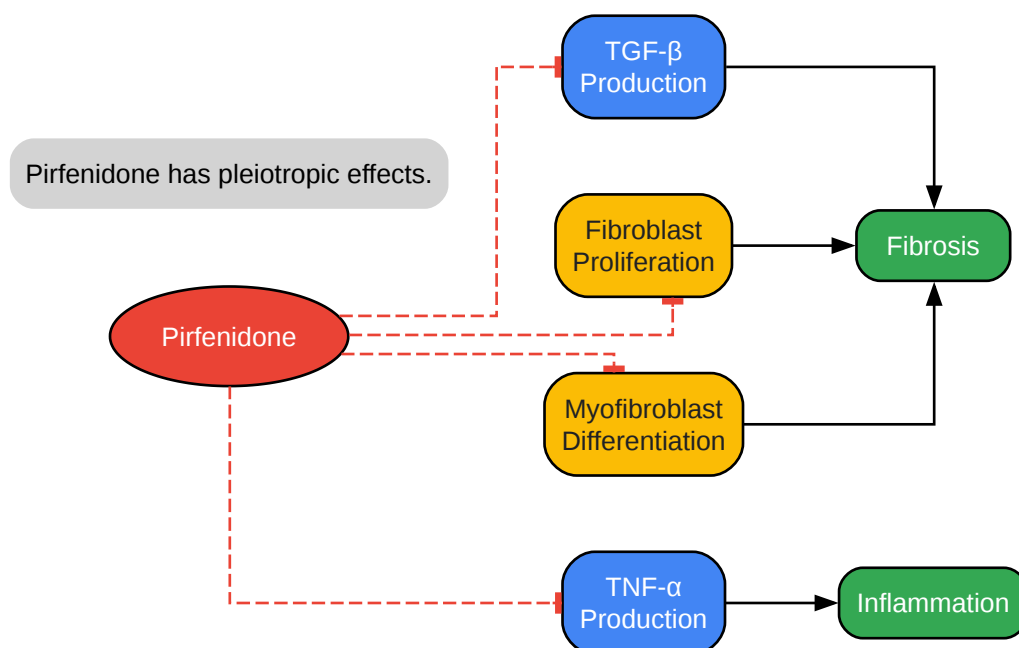 TGF-β
Production
Pirfenidone has pleiotropic effects.
Fibroblast
Proliferation
Fibrosis
Pirfenidone
Myofibroblast
Differentiation
TNF-α
Production
Inflammation